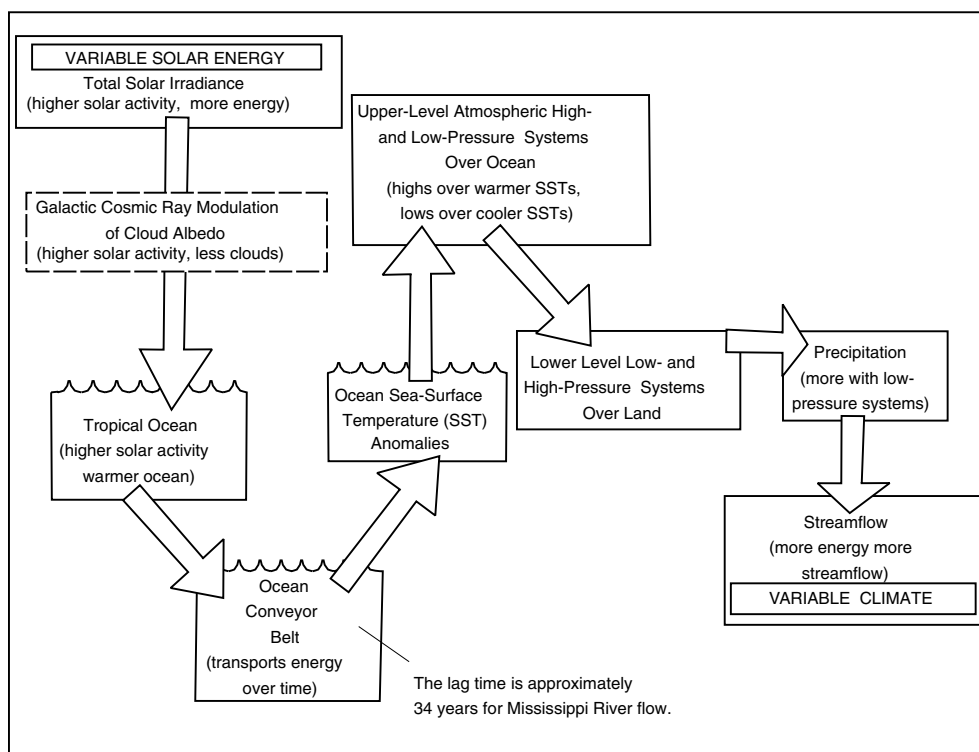 VARIABLE SOLAR ENERGY
Total Solar Irradiance
(higher solar activity, more energy)
Galactic Cosmic Ray Modulation
of Cloud Albedo
(higher solar activity, less clouds)
Tropical Ocean
(higher solar activity
warmer ocean)
Ocean
Conveyor
Belt
(transports energy
over time)
The lag time is approximately
34 years for Mississippi River flow.
Ocean Sea-Surface
Temperature (SST)
Anomalies
Upper-Level Atmospheric High-
and Low-Pressure Systems
Over Ocean
(highs over warmer SSTs,
lows over cooler SSTs)
Lower Level Low- and
High-Pressure Systems
Over Land
Precipitation
(more with low-
pressure systems)
Streamflow
(more energy more
streamflow)
VARIABLE CLIMATE